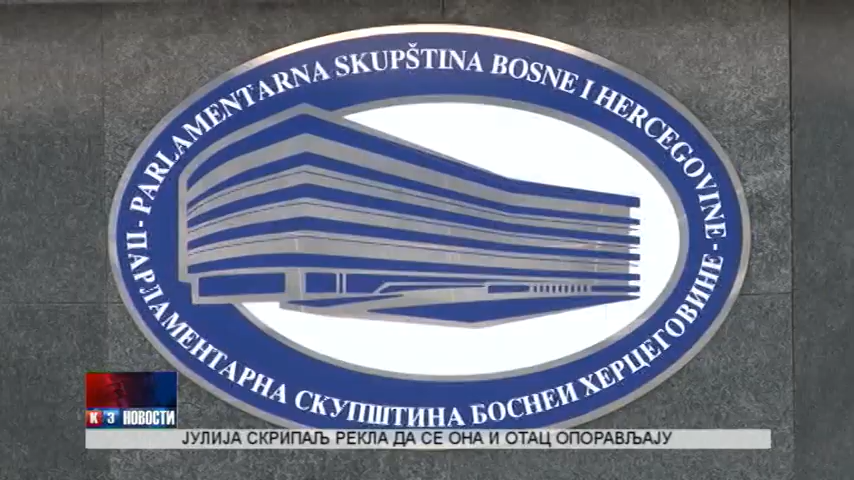 PARLAMENTARNA SKUPŠTINA BOSNE I HERCEGOVINE -
ПАРЛАМЕНТАРНА СКУПШТИНА БОСНЕ И ХЕРЦЕГОВИНЕ -
К3 НОВОСТИ
ЈУЛИЈА СКРИПАЉ РЕКЛА ДА СЕ ОНА И ОТАЦ ОПОРАВЉАЈУ